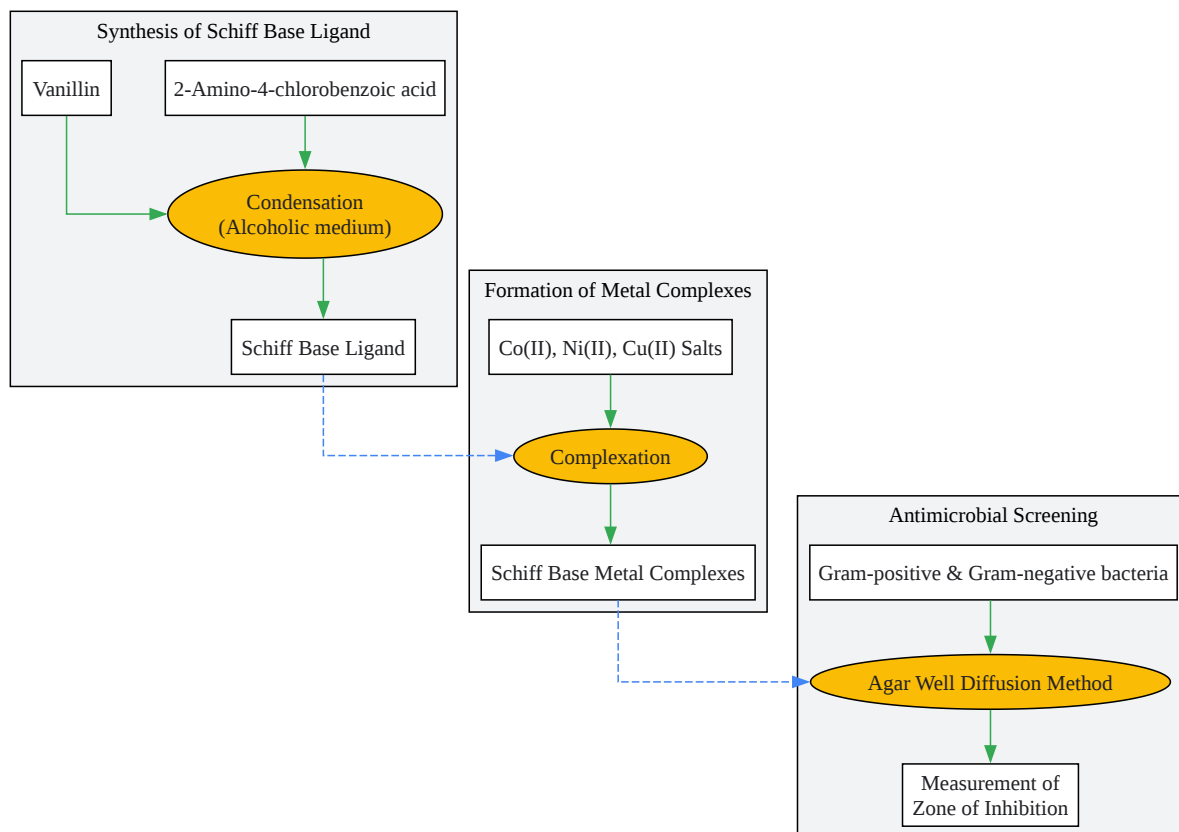 Synthesis of Schiff Base Ligand
Vanillin
2-Amino-4-chlorobenzoic acid
Condensation
(Alcoholic medium)
Schiff Base Ligand
Formation of Metal Complexes
Co(II), Ni(II), Cu(II) Salts
Complexation
Schiff Base Metal Complexes
Antimicrobial Screening
Gram-positive & Gram-negative bacteria
Agar Well Diffusion Method
Measurement of
Zone of Inhibition